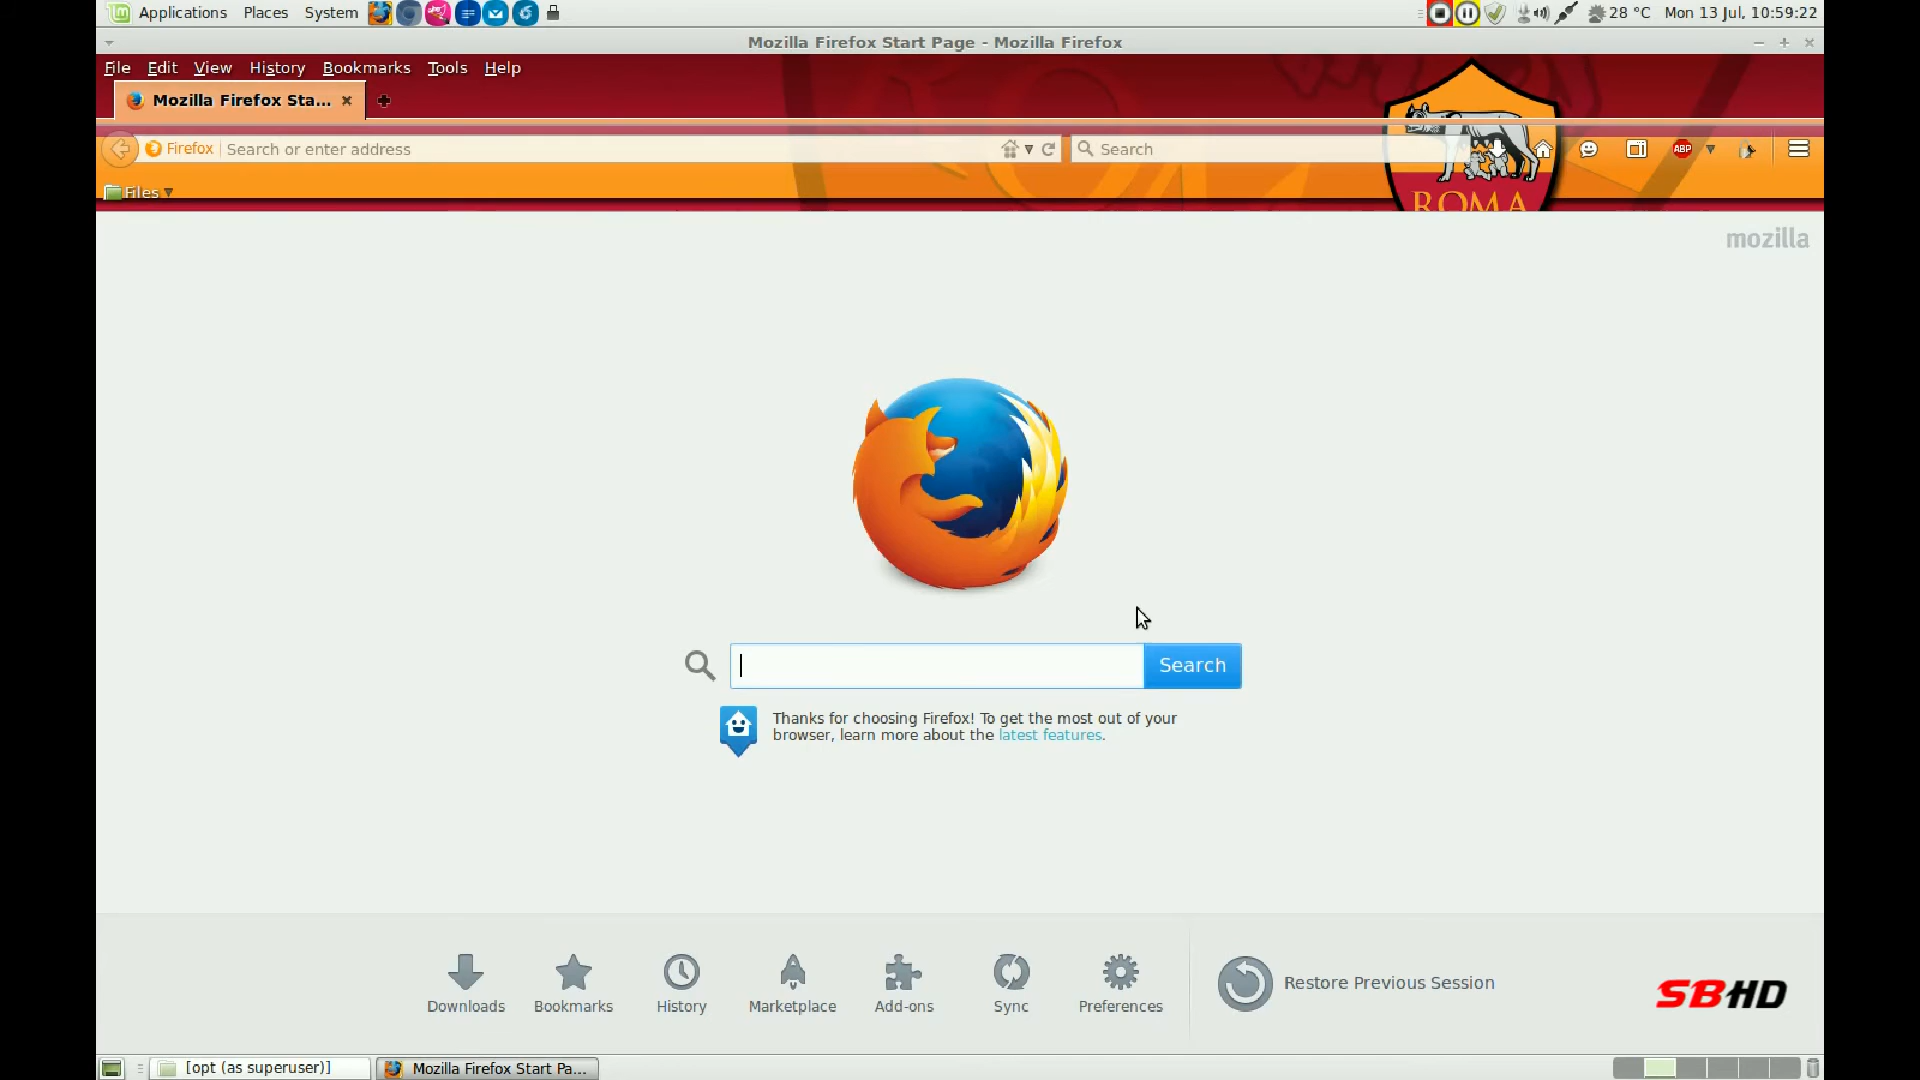 Applications Places System
28 °C Mon 13 Jul, 10:59:22
Mozilla Firefox Start Page - Mozilla Firefox
File Edit View History Bookmarks Tools Help
Mozilla Firefox Sta...
Firefox Search or enter address
Search
ABP
Files
ROMA
mozilla
Search
Thanks for choosing Firefox! To get the most out of your
browser, learn more about the latest features.
Downloads Bookmarks History Marketplace Add-ons Sync Preferences
Restore Previous Session
SBHD
[opt (as superuser)]
Mozilla Firefox Start Pa...